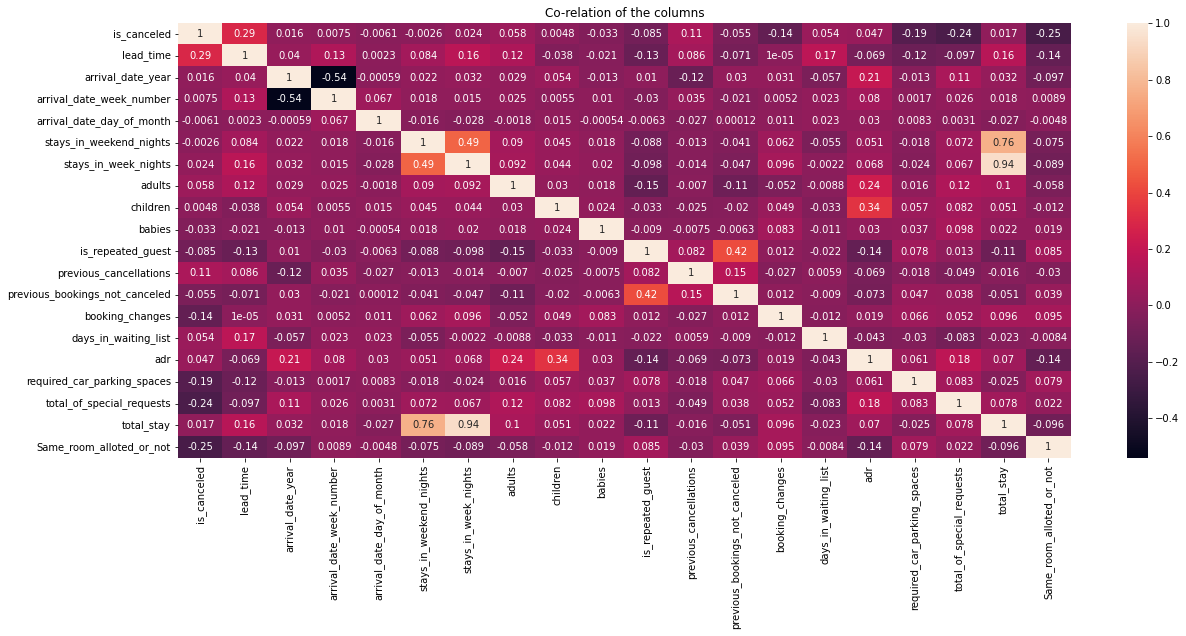 Co-relation of the columns
is_canceled 1 0.29 0.016 0.0075 -0.0061 -0.0026 0.024 0.058 0.0048 -0.033 -0.085 0.11 -0.055 -0.14 0.054 0.047 -0.19 -0.24 0.017 -0.25
lead_time 0.29 1 0.04 0.13 0.0023 0.084 0.16 0.12 -0.038 -0.021 -0.13 0.086 -0.071 1e-05 0.17 -0.069 -0.12 -0.097 0.16 -0.14
arrival_date_year 0.016 0.04 1 -0.54 -0.00059 0.022 0.032 0.029 0.054 -0.013 0.01 -0.12 0.03 0.031 -0.057 0.21 -0.013 0.11 0.032 -0.097
arrival_date_week_number 0.0075 0.13 -0.54 1 0.067 0.018 0.015 0.025 0.0055 0.01 -0.03 0.035 -0.021 0.0052 0.023 0.08 0.0017 0.026 0.018 0.0089
arrival_date_day_of_month -0.0061 0.0023 -0.00059 0.067 1 -0.016 -0.028 -0.0018 0.015 -0.00054 -0.0063 -0.027 0.00012 0.011 0.023 0.03 0.0083 0.0031 -0.027 -0.0048
stays_in_weekend_nights -0.0026 0.084 0.022 0.018 -0.016 1 0.49 0.09 0.045 0.018 -0.088 -0.013 -0.041 0.062 -0.055 0.051 -0.018 0.072 0.76 -0.075
stays_in_week_nights 0.024 0.16 0.032 0.015 -0.028 0.49 1 0.092 0.044 0.02 -0.098 -0.014 -0.047 0.096 -0.0022 0.068 -0.024 0.067 0.94 -0.089
adults 0.058 0.12 0.029 0.025 -0.0018 0.09 0.092 1 0.03 0.018 -0.15 -0.007 -0.11 -0.052 -0.0088 0.24 0.016 0.12 0.1 -0.058
children 0.0048 -0.038 0.054 0.0055 0.015 0.045 0.044 0.03 1 0.024 -0.033 -0.025 -0.02 0.049 -0.033 0.34 0.057 0.082 0.051 -0.012
babies -0.033 -0.021 -0.013 0.01 -0.00054 0.018 0.02 0.018 0.024 1 -0.009 -0.0075 -0.0063 0.083 -0.011 0.03 0.037 0.098 0.022 0.019
is_repeated_guest -0.085 -0.13 0.01 -0.03 -0.0063 -0.088 -0.098 -0.15 -0.033 -0.009 1 0.082 0.42 0.012 -0.022 -0.14 0.078 0.013 -0.11 0.085
previous_cancellations 0.11 0.086 -0.12 0.035 -0.027 -0.013 -0.014 -0.007 -0.025 -0.0075 0.082 1 0.15 -0.027 0.0059 -0.069 -0.018 -0.049 -0.016 -0.03
previous_bookings_not_canceled -0.055 -0.071 0.03 -0.021 0.00012 -0.041 -0.047 -0.11 -0.02 -0.0063 0.42 0.15 1 0.012 -0.009 -0.073 0.047 0.038 -0.051 0.039
booking_changes -0.14 1e-05 0.031 0.0052 0.011 0.062 0.096 -0.052 0.049 0.083 0.012 -0.027 0.012 1 -0.012 0.019 0.066 0.052 0.096 0.095
days_in_waiting_list 0.054 0.17 -0.057 0.023 0.023 -0.055 -0.0022 -0.0088 -0.033 -0.011 -0.022 0.0059 -0.009 -0.012 1 -0.043 -0.03 -0.083 -0.023 -0.0084
adr 0.047 -0.069 0.21 0.08 0.03 0.051 0.068 0.24 0.34 0.03 -0.14 -0.069 -0.073 0.019 -0.043 1 0.061 0.18 0.07 -0.14
required_car_parking_spaces -0.19 -0.12 -0.013 0.0017 0.0083 -0.018 -0.024 0.016 0.057 0.037 0.078 -0.018 0.047 0.066 -0.03 0.061 1 0.083 -0.025 0.079
total_of_special_requests -0.24 -0.097 0.11 0.026 0.0031 0.072 0.067 0.12 0.082 0.098 0.013 -0.049 0.038 0.052 -0.083 0.18 0.083 1 0.078 0.022
total_stay 0.017 0.16 0.032 0.018 -0.027 0.76 0.94 0.1 0.051 0.022 -0.11 -0.016 -0.051 0.096 -0.023 0.07 -0.025 0.078 1 -0.096
Same_room_alloted_or_not -0.25 -0.14 -0.097 0.0089 -0.0048 -0.075 -0.089 -0.058 -0.012 0.019 0.085 -0.03 0.039 0.095 -0.0084 -0.14 0.079 0.022 -0.096 1
is_canceled
lead_time
arrival_date_year
arrival_date_week_number
arrival_date_day_of_month
stays_in_weekend_nights
stays_in_week_nights
adults
children
babies
is_repeated_guest
previous_cancellations
previous_bookings_not_canceled
booking_changes
days_in_waiting_list
adr
required_car_parking_spaces
total_of_special_requests
total_stay
Same_room_alloted_or_not
1.0
0.8
0.6
0.4
0.2
0.0
−0.2
−0.4